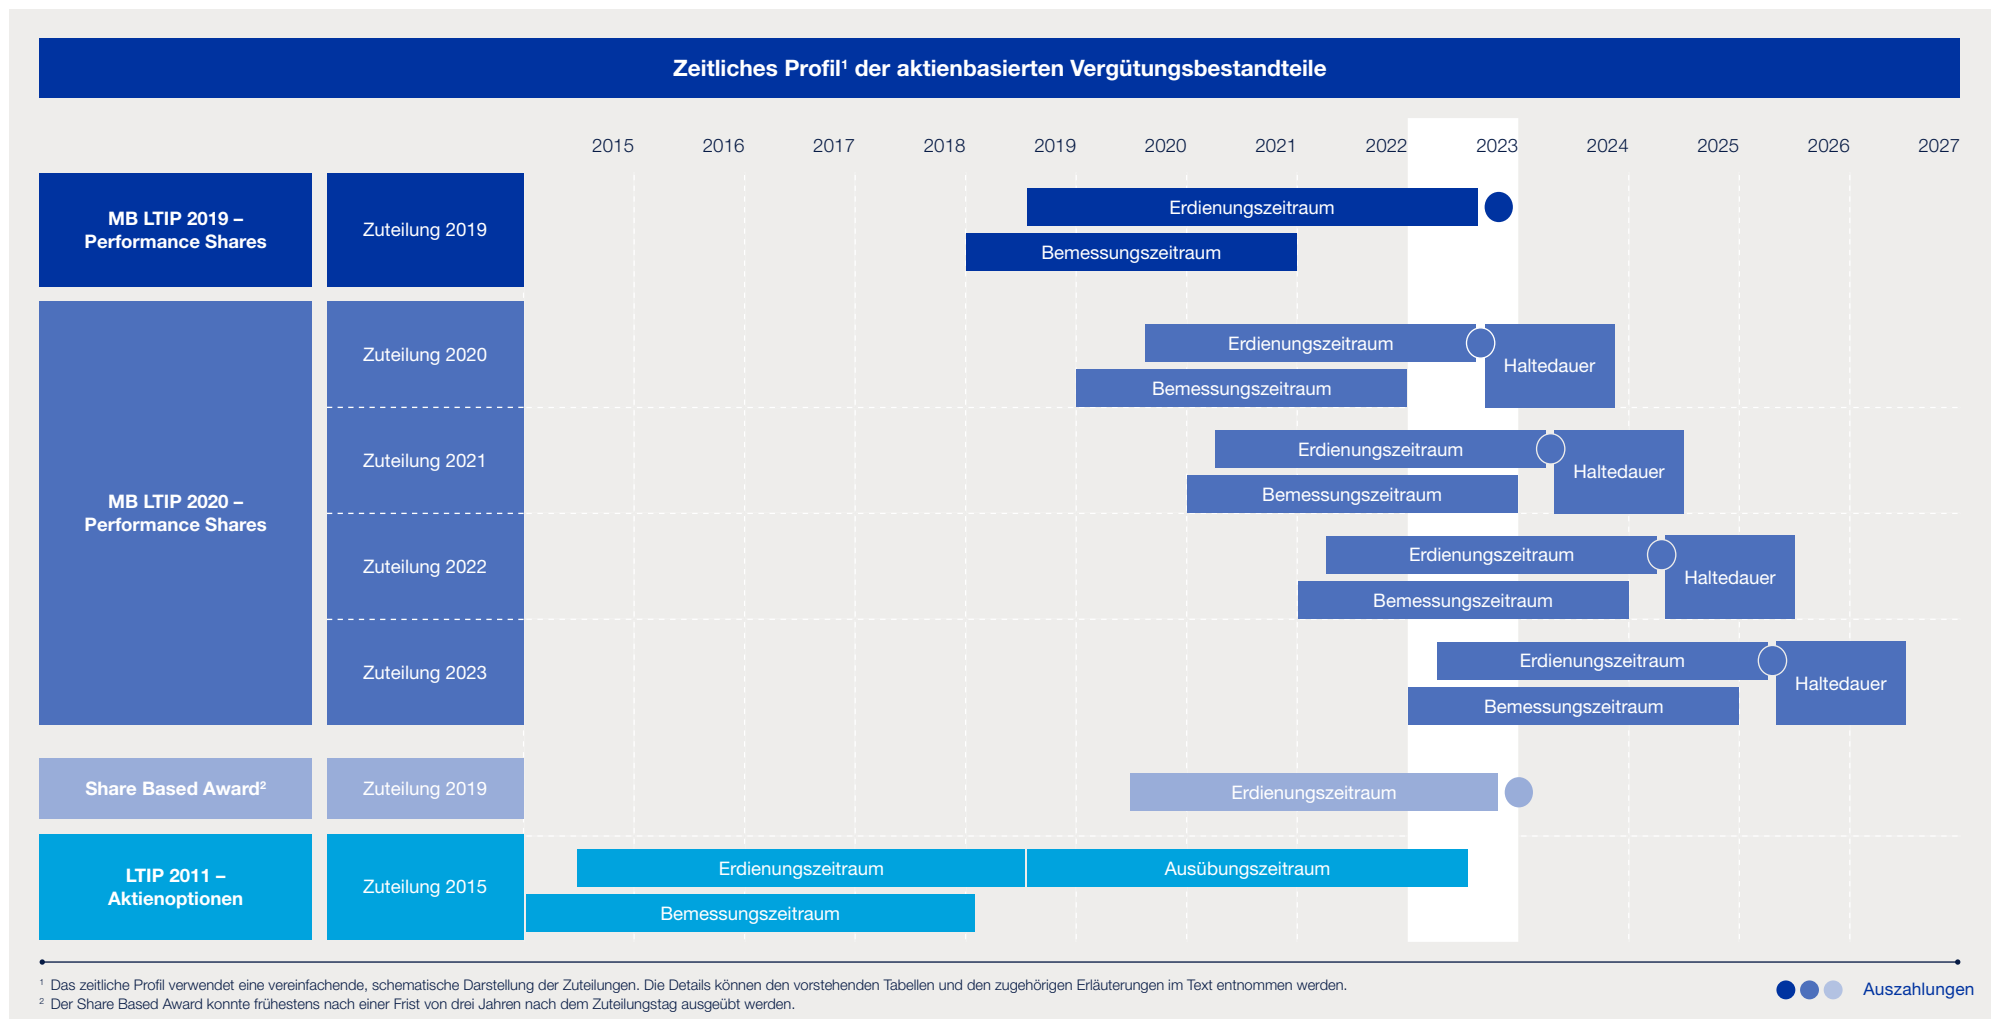 Zeitliches Profil¹ der aktienbasierten Vergütungsbestandteile
2015 2016 2017 2018 2019 2020 2021 2022 2023 2024 2025 2026 2027
MB LTIP 2019 –
Performance Shares
Zuteilung 2019
Erdienungszeitraum
Bemessungszeitraum
MB LTIP 2020 –
Performance Shares
Zuteilung 2020
Erdienungszeitraum
Haltedauer
Bemessungszeitraum
Zuteilung 2021
Erdienungszeitraum
Haltedauer
Bemessungszeitraum
Zuteilung 2022
Erdienungszeitraum
Haltedauer
Bemessungszeitraum
Zuteilung 2023
Erdienungszeitraum
Haltedauer
Bemessungszeitraum
Share Based Award²
Zuteilung 2019
Erdienungszeitraum
LTIP 2011 –
Aktienoptionen
Zuteilung 2015
Erdienungszeitraum Ausübungszeitraum
Bemessungszeitraum
¹ Das zeitliche Profil verwendet eine vereinfachende, schematische Darstellung der Zuteilungen. Die Details können den vorstehenden Tabellen und den zugehörigen Erläuterungen im Text entnommen werden.
² Der Share Based Award konnte frühestens nach einer Frist von drei Jahren nach dem Zuteilungstag ausgeübt werden.
Auszahlungen